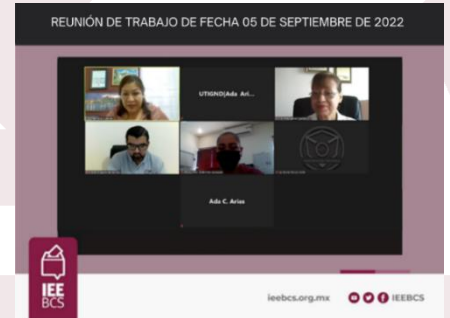 REUNIÓN DE TRABAJO DE FECHA 05 DE SEPTIEMBRE DE 2022
UTIGND(Ada Ari...
Ada C. Arias
IEE
BCS
ieebcs.org.mx
IEEBCS